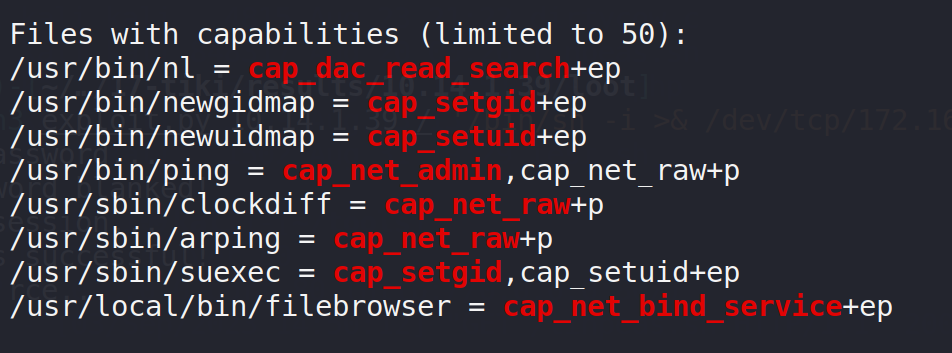 Files with capabilities (limited to 50):
/usr/bin/nl = cap_dac_read_search+ep
/usr/bin/newgidmap = cap_setgid+ep
/usr/bin/newuidmap = cap_setuid+ep
/usr/bin/ping = cap_net_admin,cap_net_raw+p
/usr/sbin/clockdiff = cap_net_raw+p
/usr/sbin/arping = cap_net_raw+p
/usr/sbin/suexec = cap_setgid,cap_setuid+ep
/usr/local/bin/filebrowser = cap_net_bind_service+ep